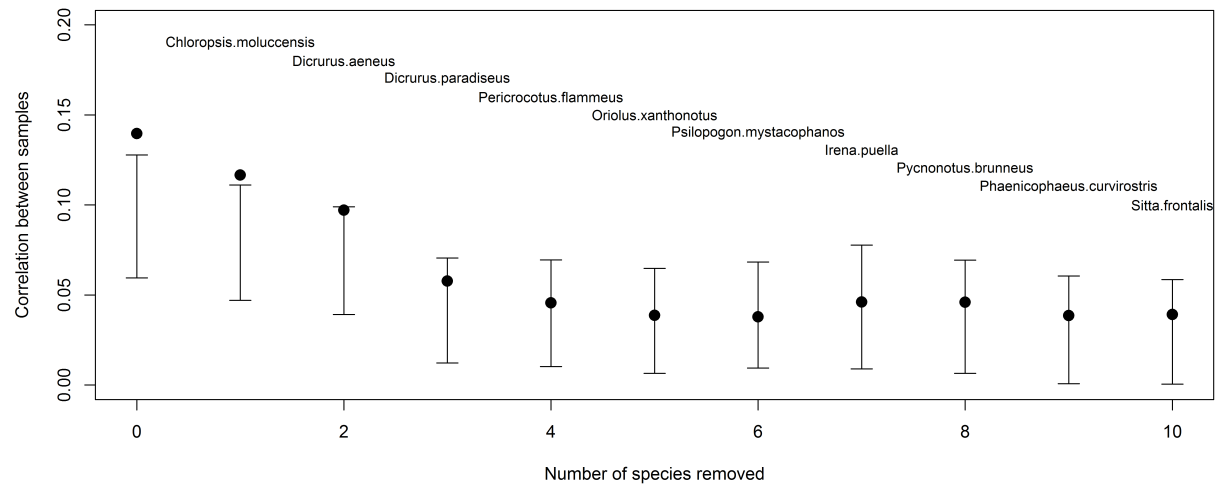 0.20
Chloropsis.moluccensis
Dicrurus.aeneus
Dicrurus.paradiseus
Pericrocotus.flammeus
0.15
Oriolus.xanthonotus
Psilopogon.mystacophanos
Irena.puella
Pycnonotus.brunneus
Phaenicophaeus.curvirostris
0.10
Sitta.frontalis
0.05
0.00
Correlation between samples
0 2 4 6 8 10
Number of species removed